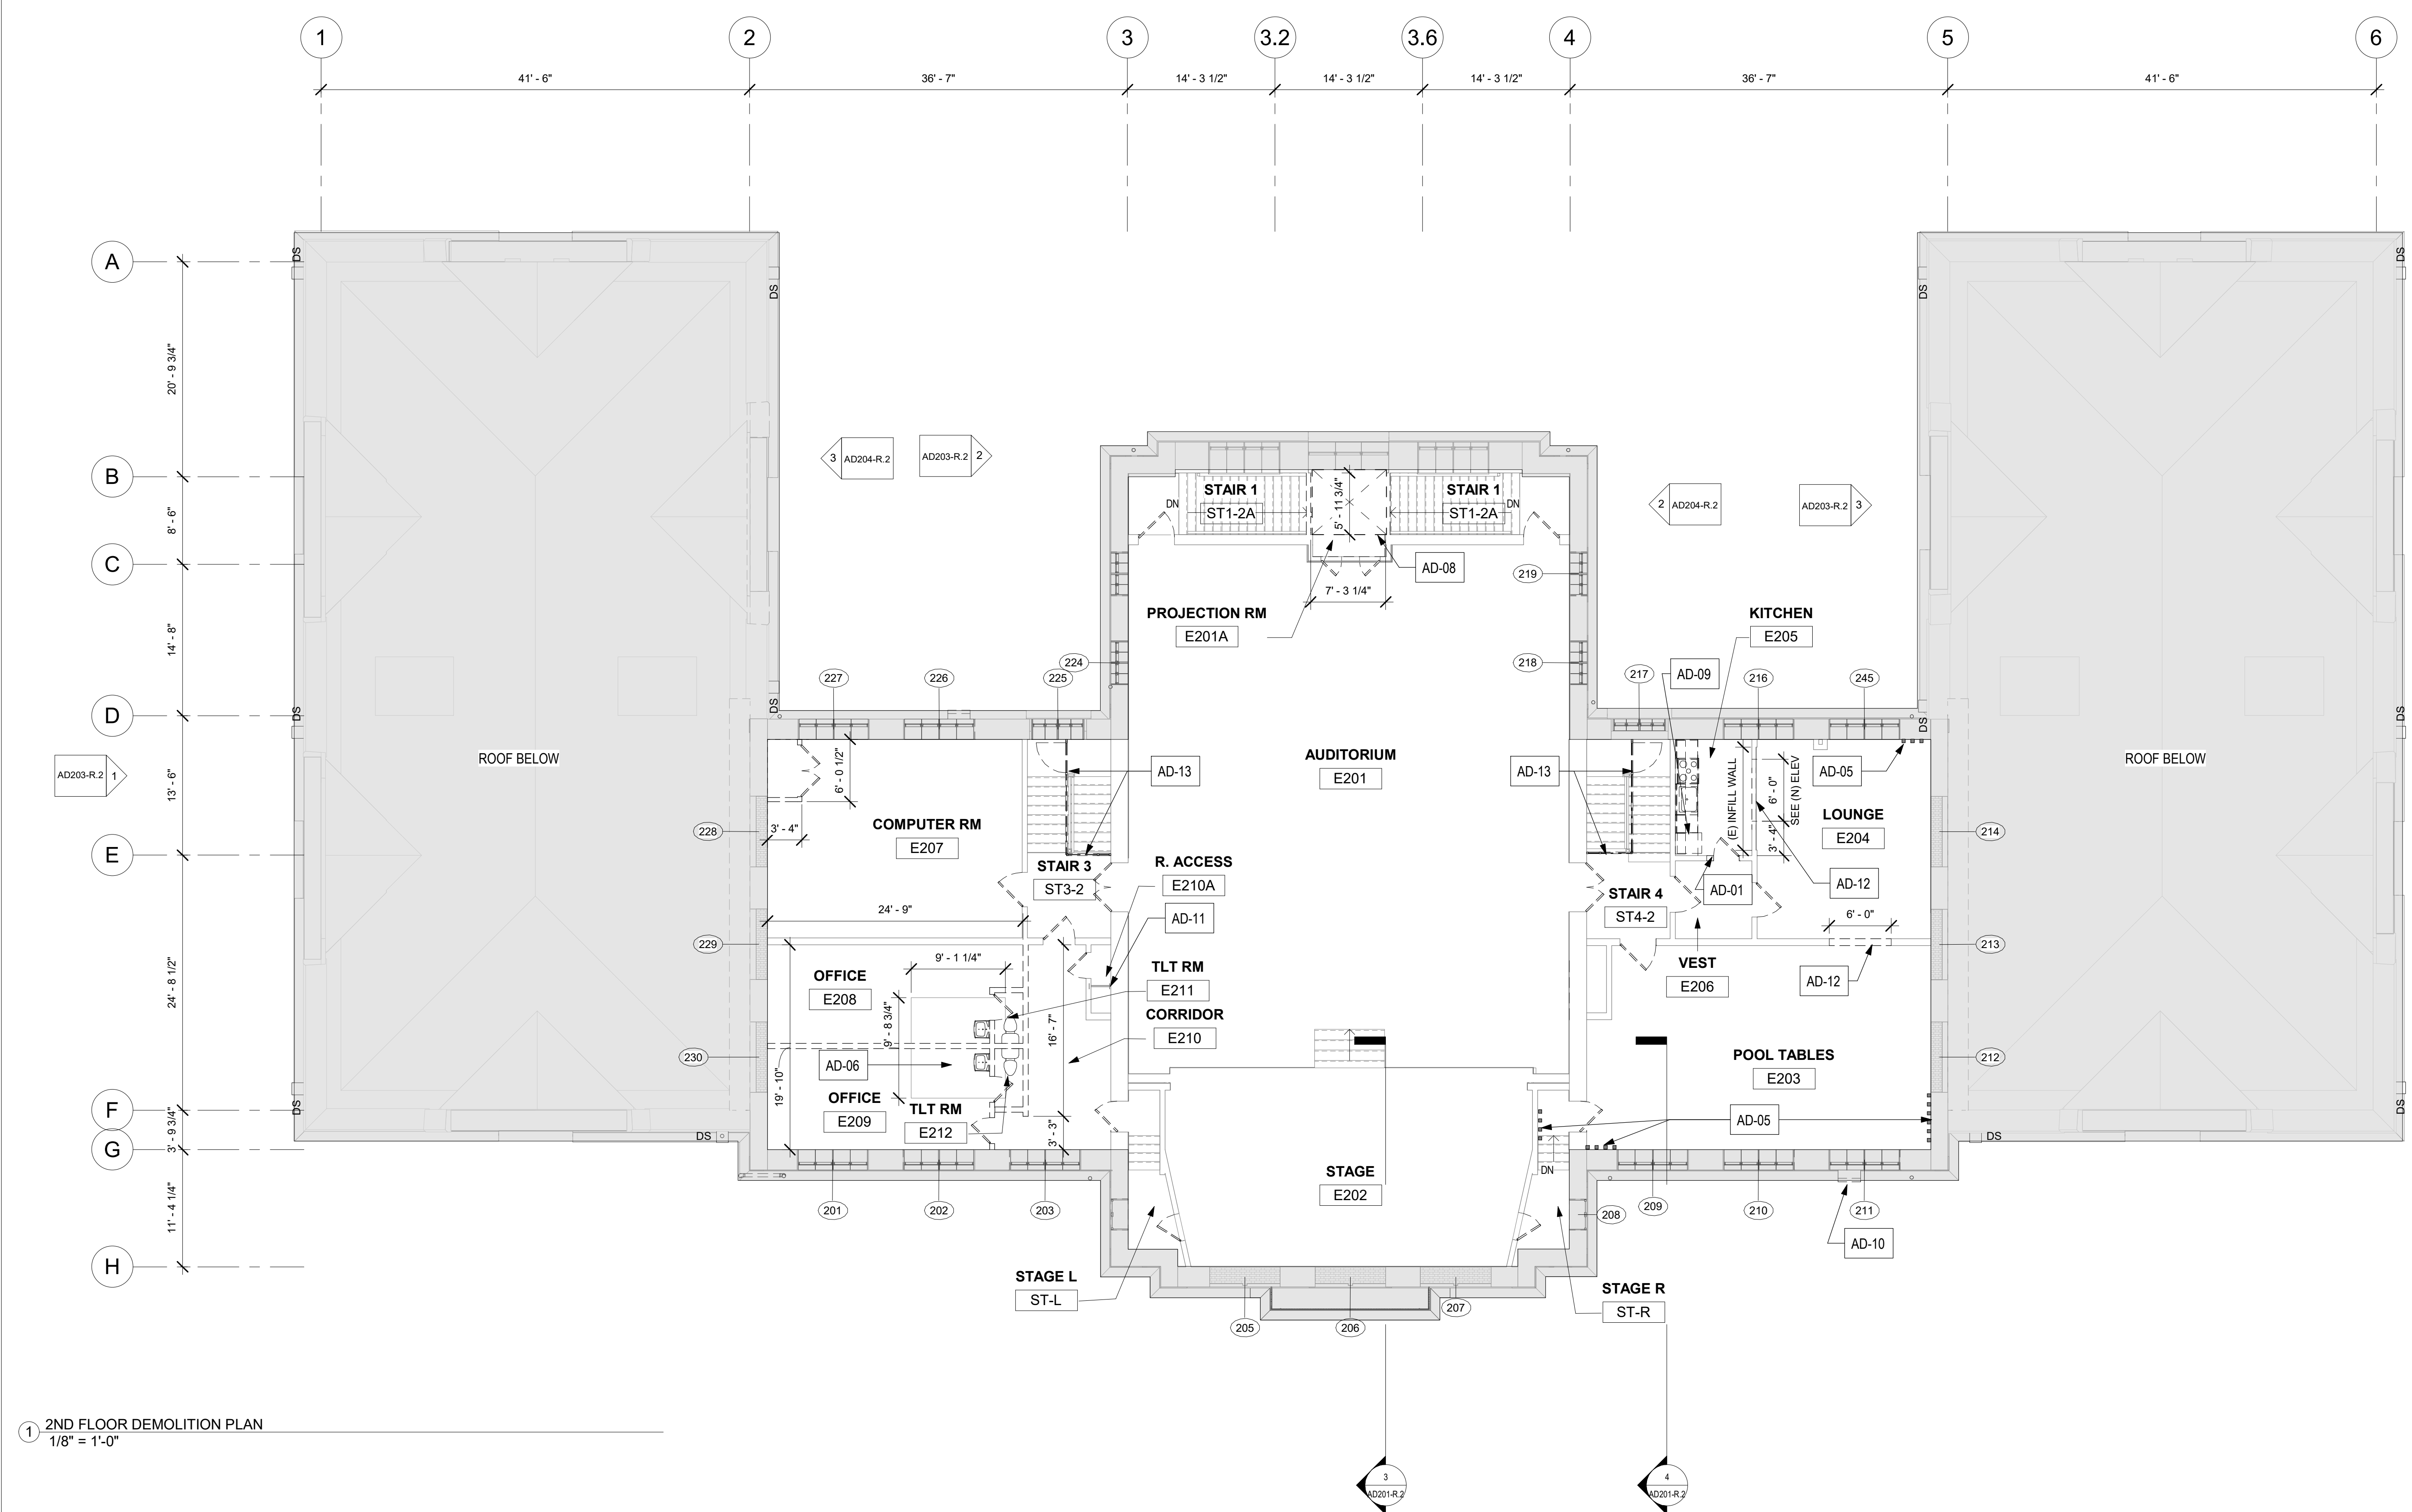 1
2
3
3.2
3.6
4
5
6
41' - 6"
36' - 7"
14' - 3 1/2"
14' - 3 1/2"
14' - 3 1/2"
36' - 7"
41' - 6"
A
B
C
D
E
F
G
H
20' - 9 3/4"
8' - 6"
14' - 8"
13' - 6"
24' - 8 1/2"
3' - 9 3/4"
11' - 4 1/4"
DS
DS
DS
DS
DS
DS
DS
DS
DS
DS
DS
DS
DS
DS
3 AD204-R.2
AD203-R.2 2
2 AD204-R.2
AD203-R.2 3
AD203-R.2 1
STAIR 1
ST1-2A
DN
5' - 11 3/4"
STAIR 1
ST1-2A
DN
AD-08
7' - 3 1/4"
PROJECTION RM
E201A
219
218
224
KITCHEN
E205
AD-09
227
226
225
217
216
245
ROOF BELOW
AUDITORIUM
E201
ROOF BELOW
AD-13
AD-13
AD-05
6' - 0 1/2"
3' - 4"
COMPUTER RM
E207
(E) INFILL WALL
6' - 0"
3' - 4"
SEE (N) ELEV
LOUNGE
E204
228
214
R. ACCESS
E210A
STAIR 3
ST3-2
STAIR 4
ST4-2
AD-01
AD-12
24' - 9"
AD-11
6' - 0"
229
213
OFFICE
E208
9' - 1 1/4"
TLT RM
E211
VEST
E206
AD-12
9' - 8 3/4"
16' - 7"
CORRIDOR
E210
230
212
AD-06
POOL TABLES
E203
19' - 10"
OFFICE
E209
TLT RM
E212
3' - 3"
AD-05
STAGE
E202
DN
201
202
203
208
209
210
211
AD-10
STAGE L
ST-L
STAGE R
ST-R
205
206
207
1
2ND FLOOR DEMOLITION PLAN
1/8" = 1'-0"
3
AD201-R.2
4
AD201-R.2